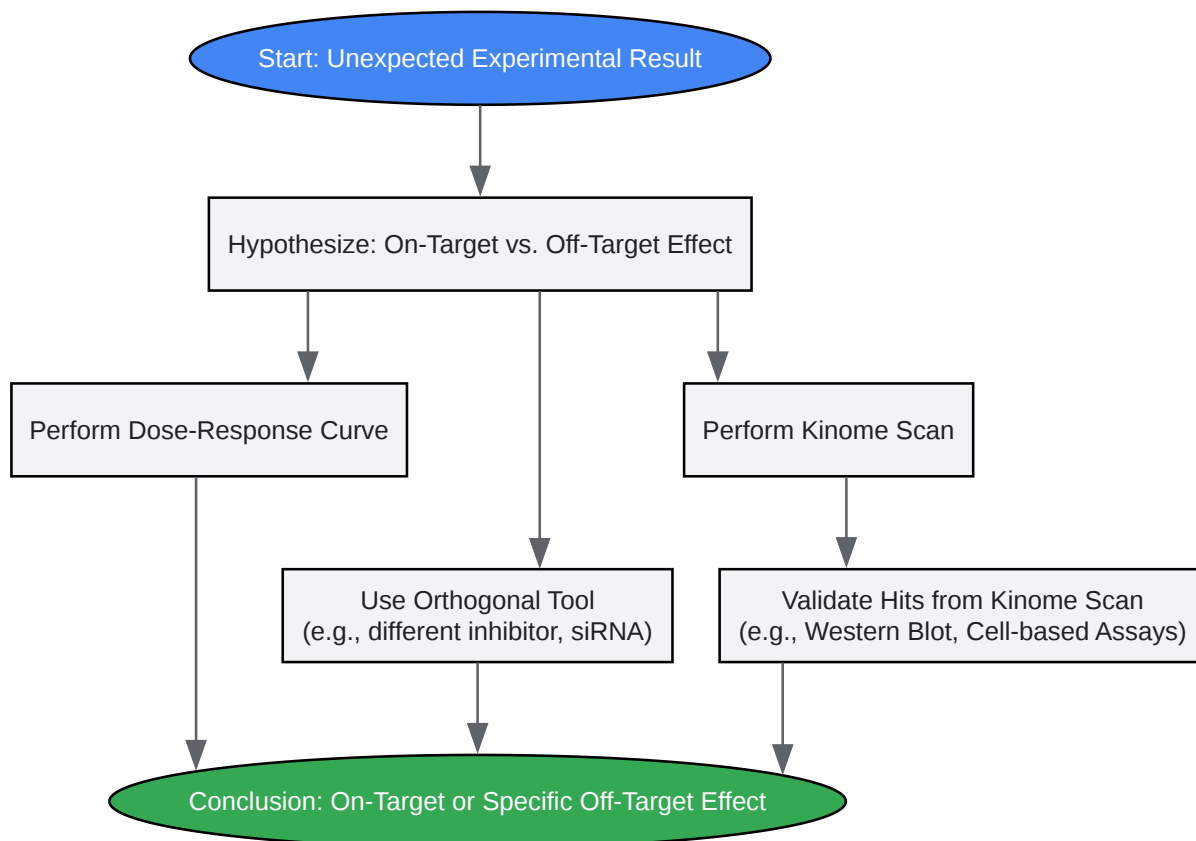 Start: Unexpected Experimental Result
Hypothesize: On-Target vs. Off-Target Effect
Perform Dose-Response Curve
Perform Kinome Scan
Use Orthogonal Tool
(e.g., different inhibitor, siRNA)
Validate Hits from Kinome Scan
(e.g., Western Blot, Cell-based Assays)
Conclusion: On-Target or Specific Off-Target Effect